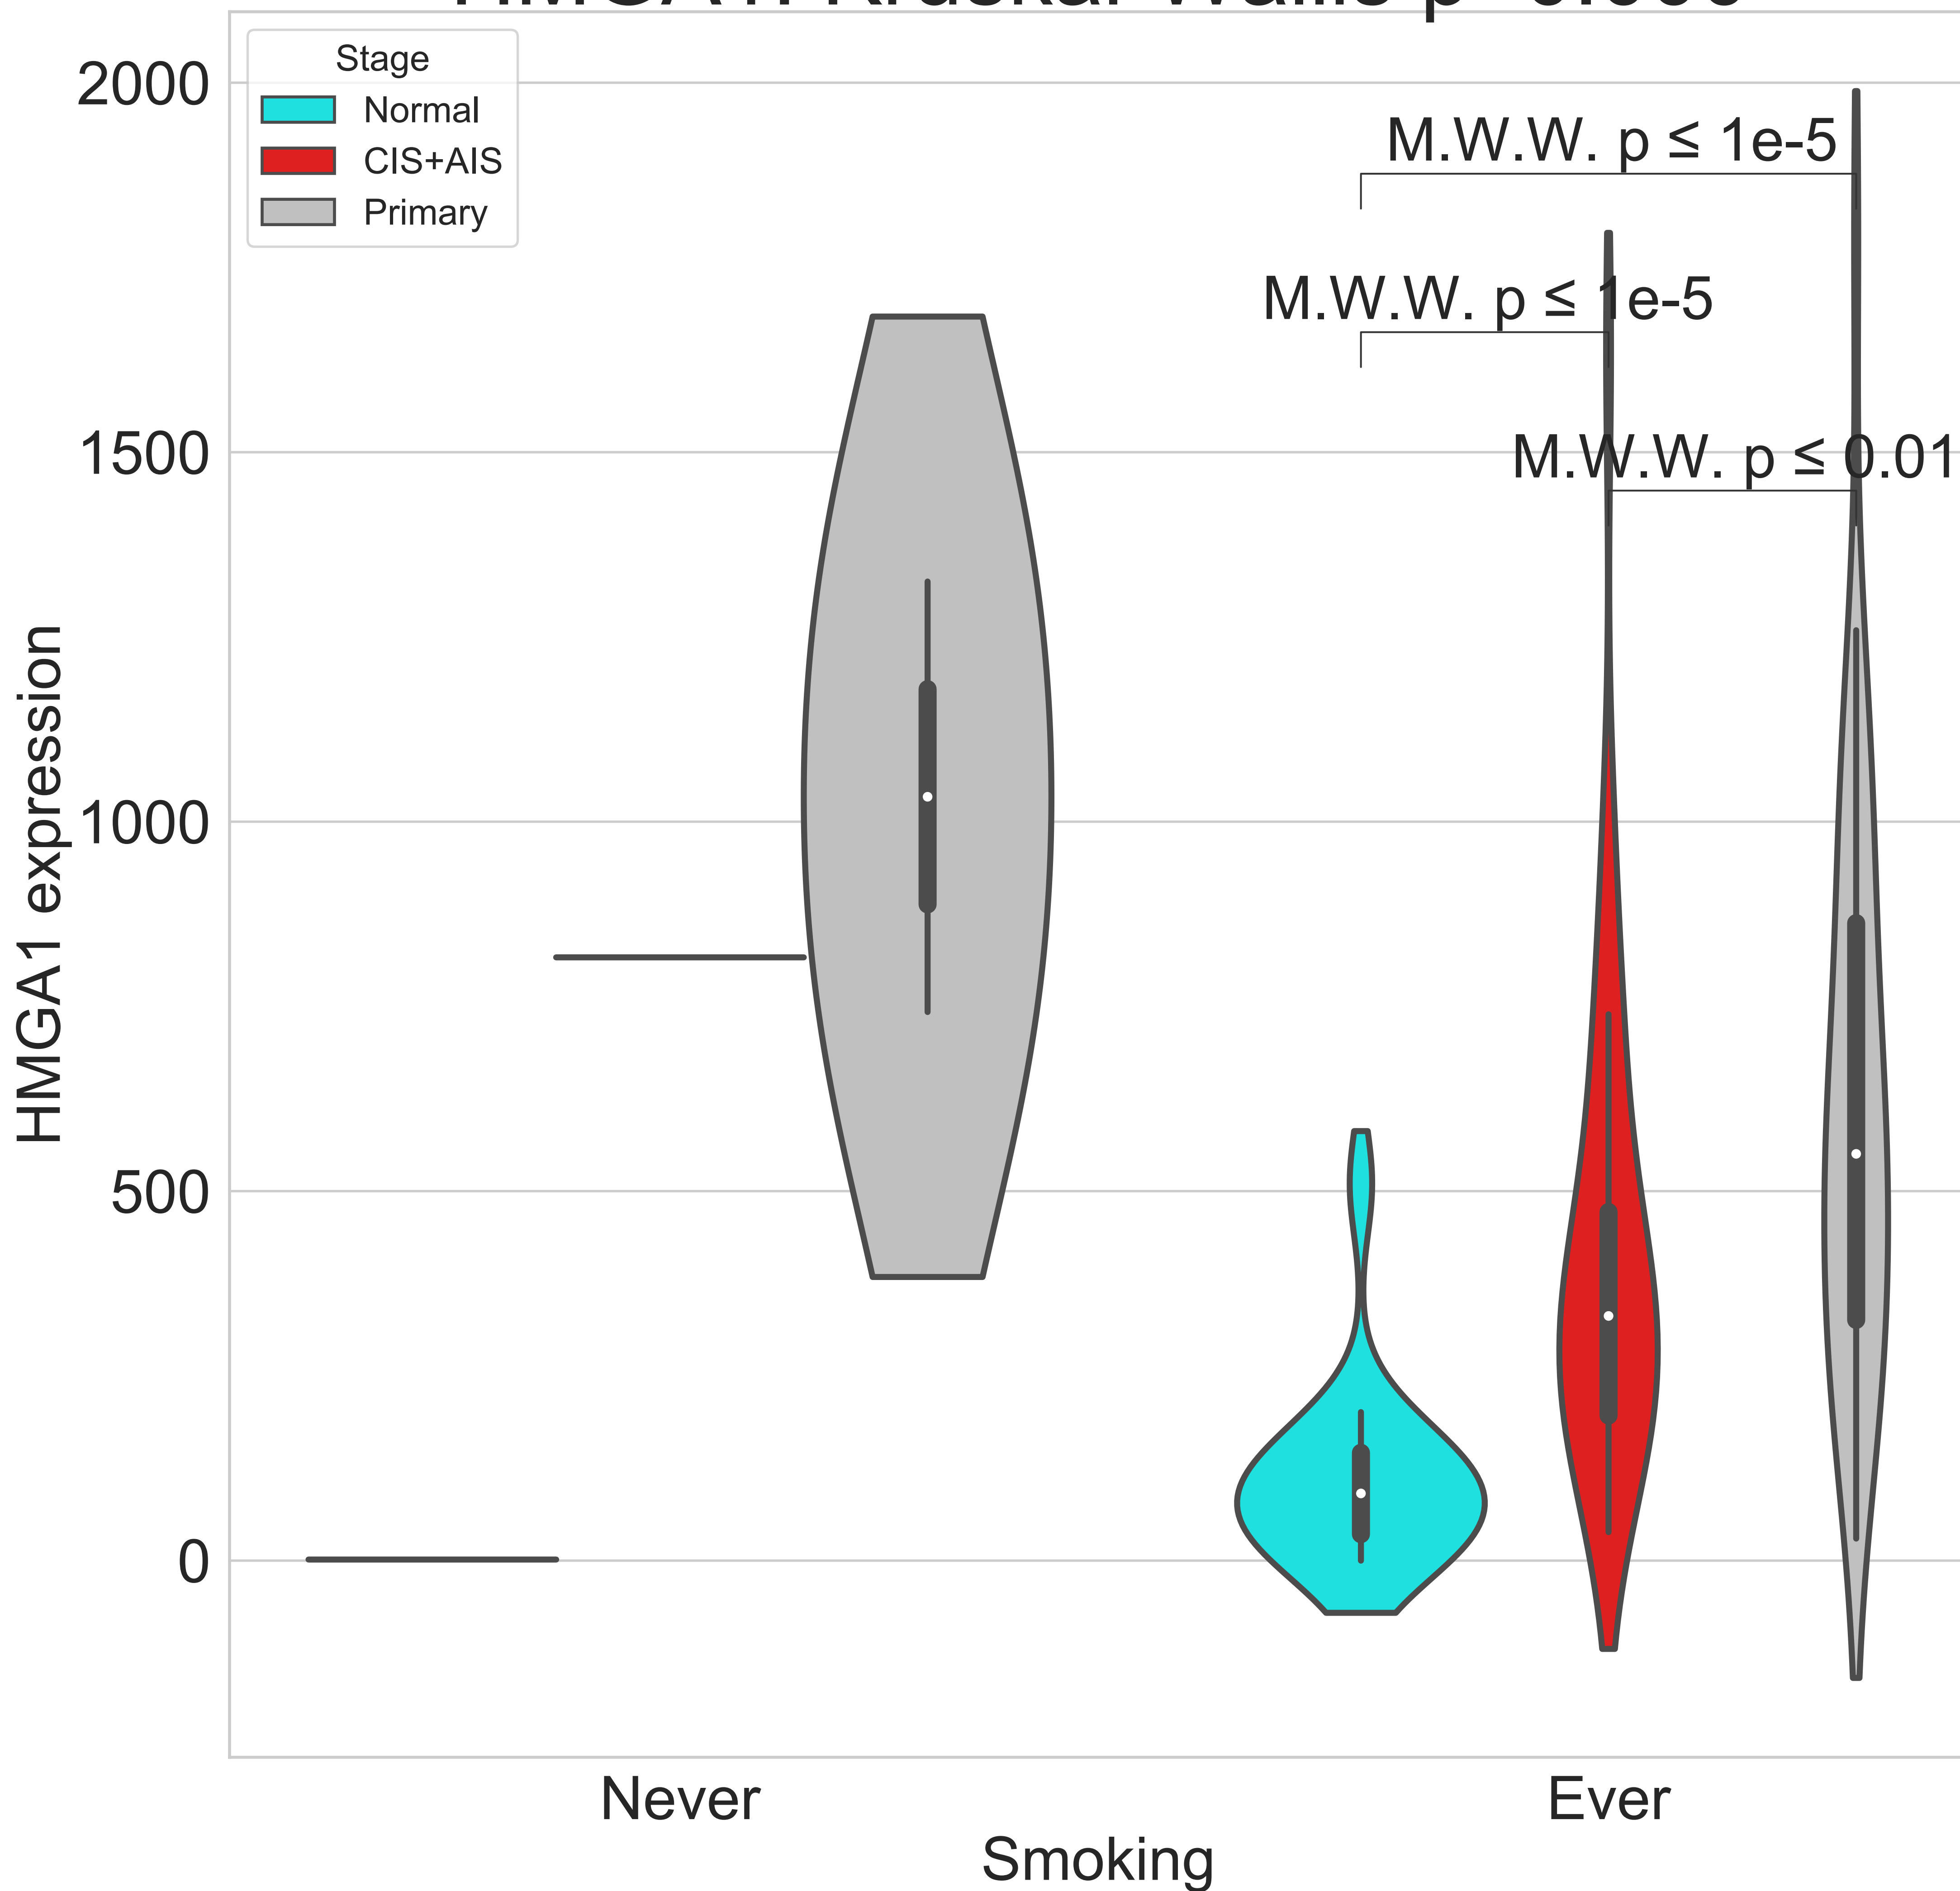 Stage
Normal
CIS+AIS
Primary
2000
1500
1000
500
0
HMGA1 expression
M.W.W. p ≤ 1e-5
M.W.W. p ≤ 1e-5
M.W.W. p ≤ 0.01
Never
Ever
Smoking